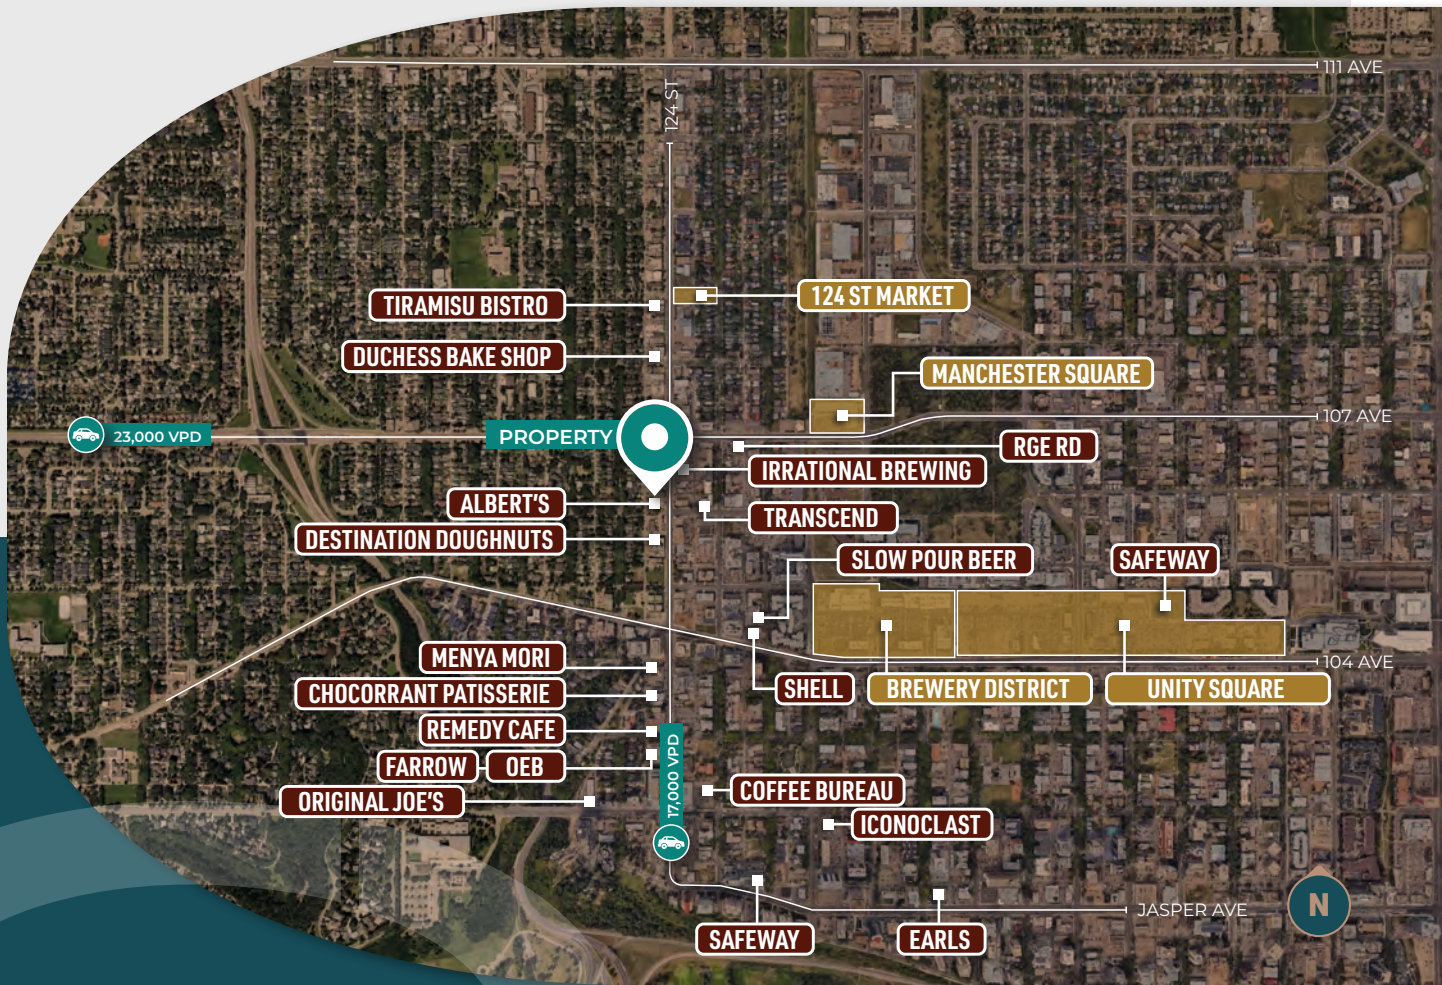 111 AVE
124 ST
TIRAMISU BISTRO
124 ST MARKET
DUCHESS BAKE SHOP
MANCHESTER SQUARE
107 AVE
23,000 VPD
PROPERTY
RGE RD
IRRATIONAL BREWING
ALBERT'S
TRANSCEND
DESTINATION DOUGHNUTS
SLOW POUR BEER
SAFEWAY
MENYA MORI
104 AVE
CHOCORRANT PATISSERIE
SHELL
BREWERY DISTRICT
UNITY SQUARE
REMEDY CAFE
FARROW
OEB
17,000 VPD
ORIGINAL JOE'S
COFFEE BUREAU
ICONOCLAST
JASPER AVE
N
SAFEWAY
EARLS